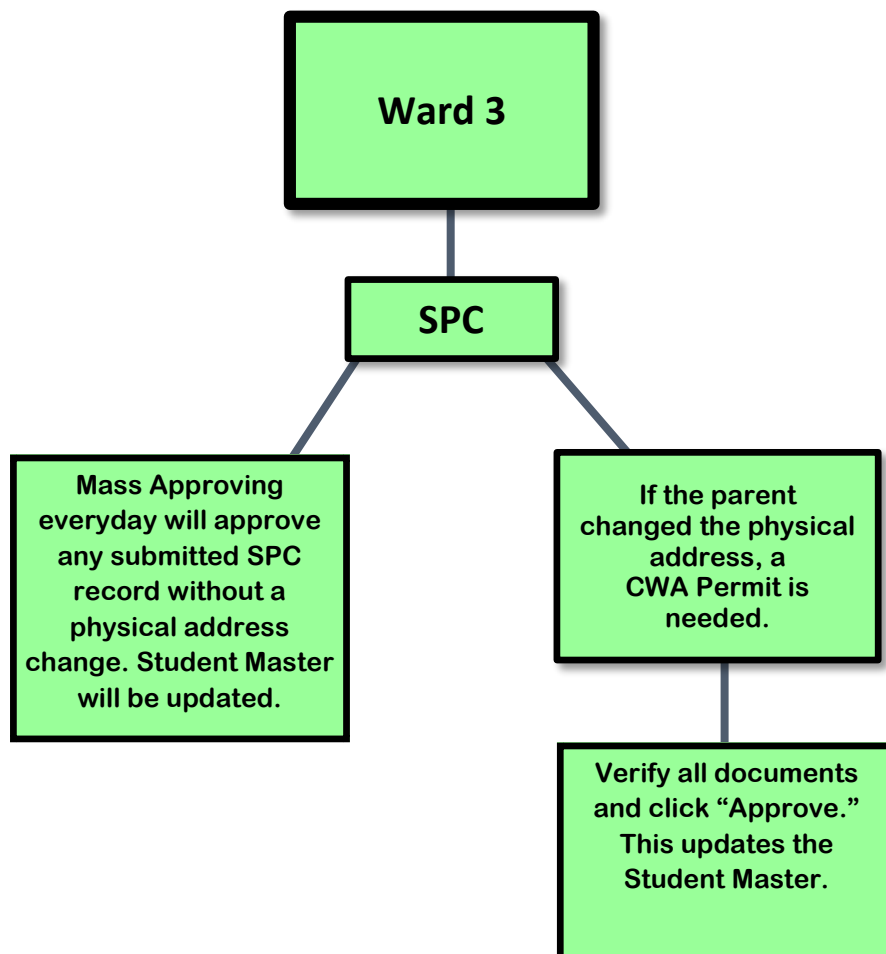 Ward 3
SPC
Mass Approving
everyday will approve
any submitted SPC
record without a
physical address
change. Student Master
will be updated.
If the parent
changed the physical
address, a
CWA Permit is
needed.
Verify all documents
and click “Approve.”
This updates the
Student Master.